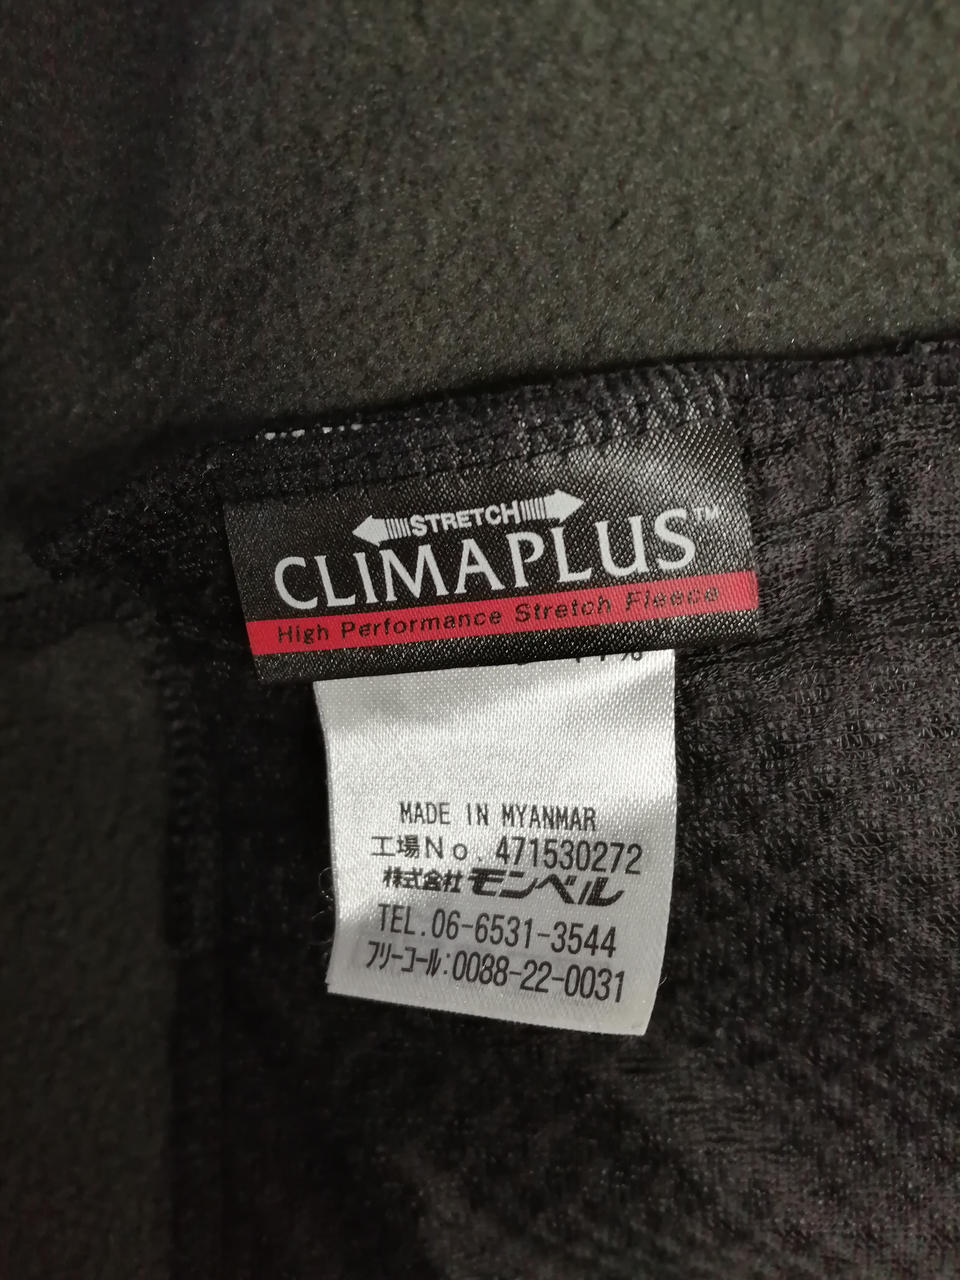 STRETCH
CLIMAPLUS™
High Performance Stretch Fleece
MADE IN MYANMAR
工場No. 471530272
株式会社モンベル
TEL.06-6531-3544
フリーコール:0088-22-0031